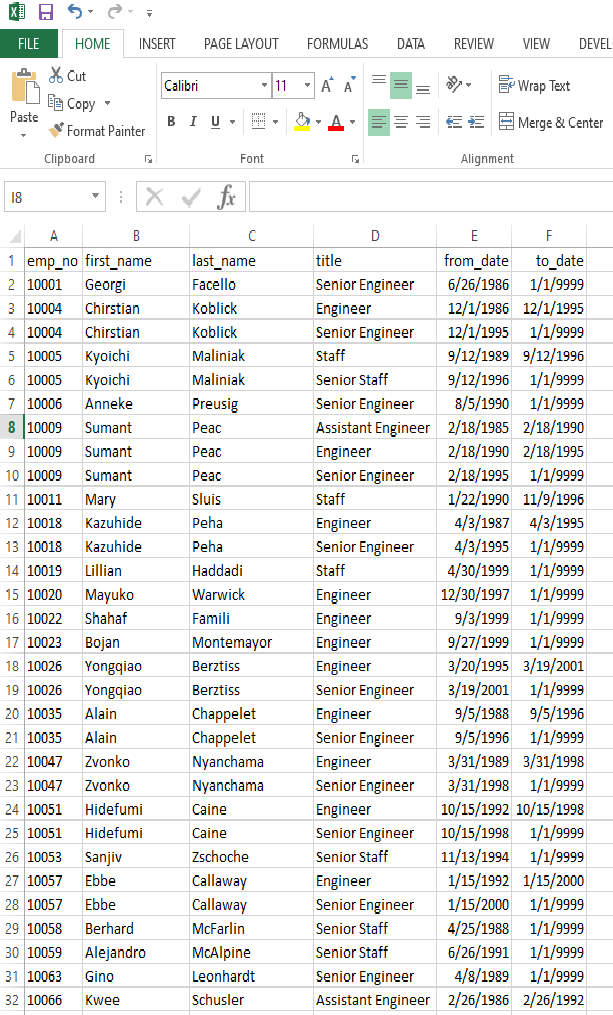 FILE HOME INSERT PAGE LAYOUT FORMULAS DATA REVIEW VIEW DEVEL
Cut
Copy
Paste
Format Painter
Calibri 11
B I U A
Wrap Text
Merge & Center
Clipboard Font Alignment
I8 fx
A B C D E F
1 emp_no first_name last_name title from_date to_date
2 10001 Georgi Facello Senior Engineer 6/26/1986 1/1/9999
3 10004 Chirstian Koblick Engineer 12/1/1986 12/1/1995
4 10004 Chirstian Koblick Senior Engineer 12/1/1995 1/1/9999
5 10005 Kyoichi Maliniak Staff 9/12/1989 9/12/1996
6 10005 Kyoichi Maliniak Senior Staff 9/12/1996 1/1/9999
7 10006 Anneke Preusig Senior Engineer 8/5/1990 1/1/9999
8 10009 Sumant Peac Assistant Engineer 2/18/1985 2/18/1990
9 10009 Sumant Peac Engineer 2/18/1990 2/18/1995
10 10009 Sumant Peac Senior Engineer 2/18/1995 1/1/9999
11 10011 Mary Sluis Staff 1/22/1990 11/9/1996
12 10018 Kazuhide Peha Engineer 4/3/1987 4/3/1995
13 10018 Kazuhide Peha Senior Engineer 4/3/1995 1/1/9999
14 10019 Lillian Haddadi Staff 4/30/1999 1/1/9999
15 10020 Mayuko Warwick Engineer 12/30/1997 1/1/9999
16 10022 Shahaf Famili Engineer 9/3/1999 1/1/9999
17 10023 Bojan Montemayor Engineer 9/27/1999 1/1/9999
18 10026 Yongqiao Berztiss Engineer 3/20/1995 3/19/2001
19 10026 Yongqiao Berztiss Senior Engineer 3/19/2001 1/1/9999
20 10035 Alain Chappelet Engineer 9/5/1988 9/5/1996
21 10035 Alain Chappelet Senior Engineer 9/5/1996 1/1/9999
22 10047 Zvonko Nyanchama Engineer 3/31/1989 3/31/1998
23 10047 Zvonko Nyanchama Senior Engineer 3/31/1998 1/1/9999
24 10051 Hidefumi Caine Engineer 10/15/1992 10/15/1998
25 10051 Hidefumi Caine Senior Engineer 10/15/1998 1/1/9999
26 10053 Sanjiv Zschoche Senior Staff 11/13/1994 1/1/9999
27 10057 Ebbe Callaway Engineer 1/15/1992 1/15/2000
28 10057 Ebbe Callaway Senior Engineer 1/15/2000 1/1/9999
29 10058 Berhard McFarlin Senior Staff 4/25/1988 1/1/9999
30 10059 Alejandro McAlpine Senior Staff 6/26/1991 1/1/9999
31 10063 Gino Leonhardt Senior Engineer 4/8/1989 1/1/9999
32 10066 Kwee Schusler Assistant Engineer 2/26/1986 2/26/1992